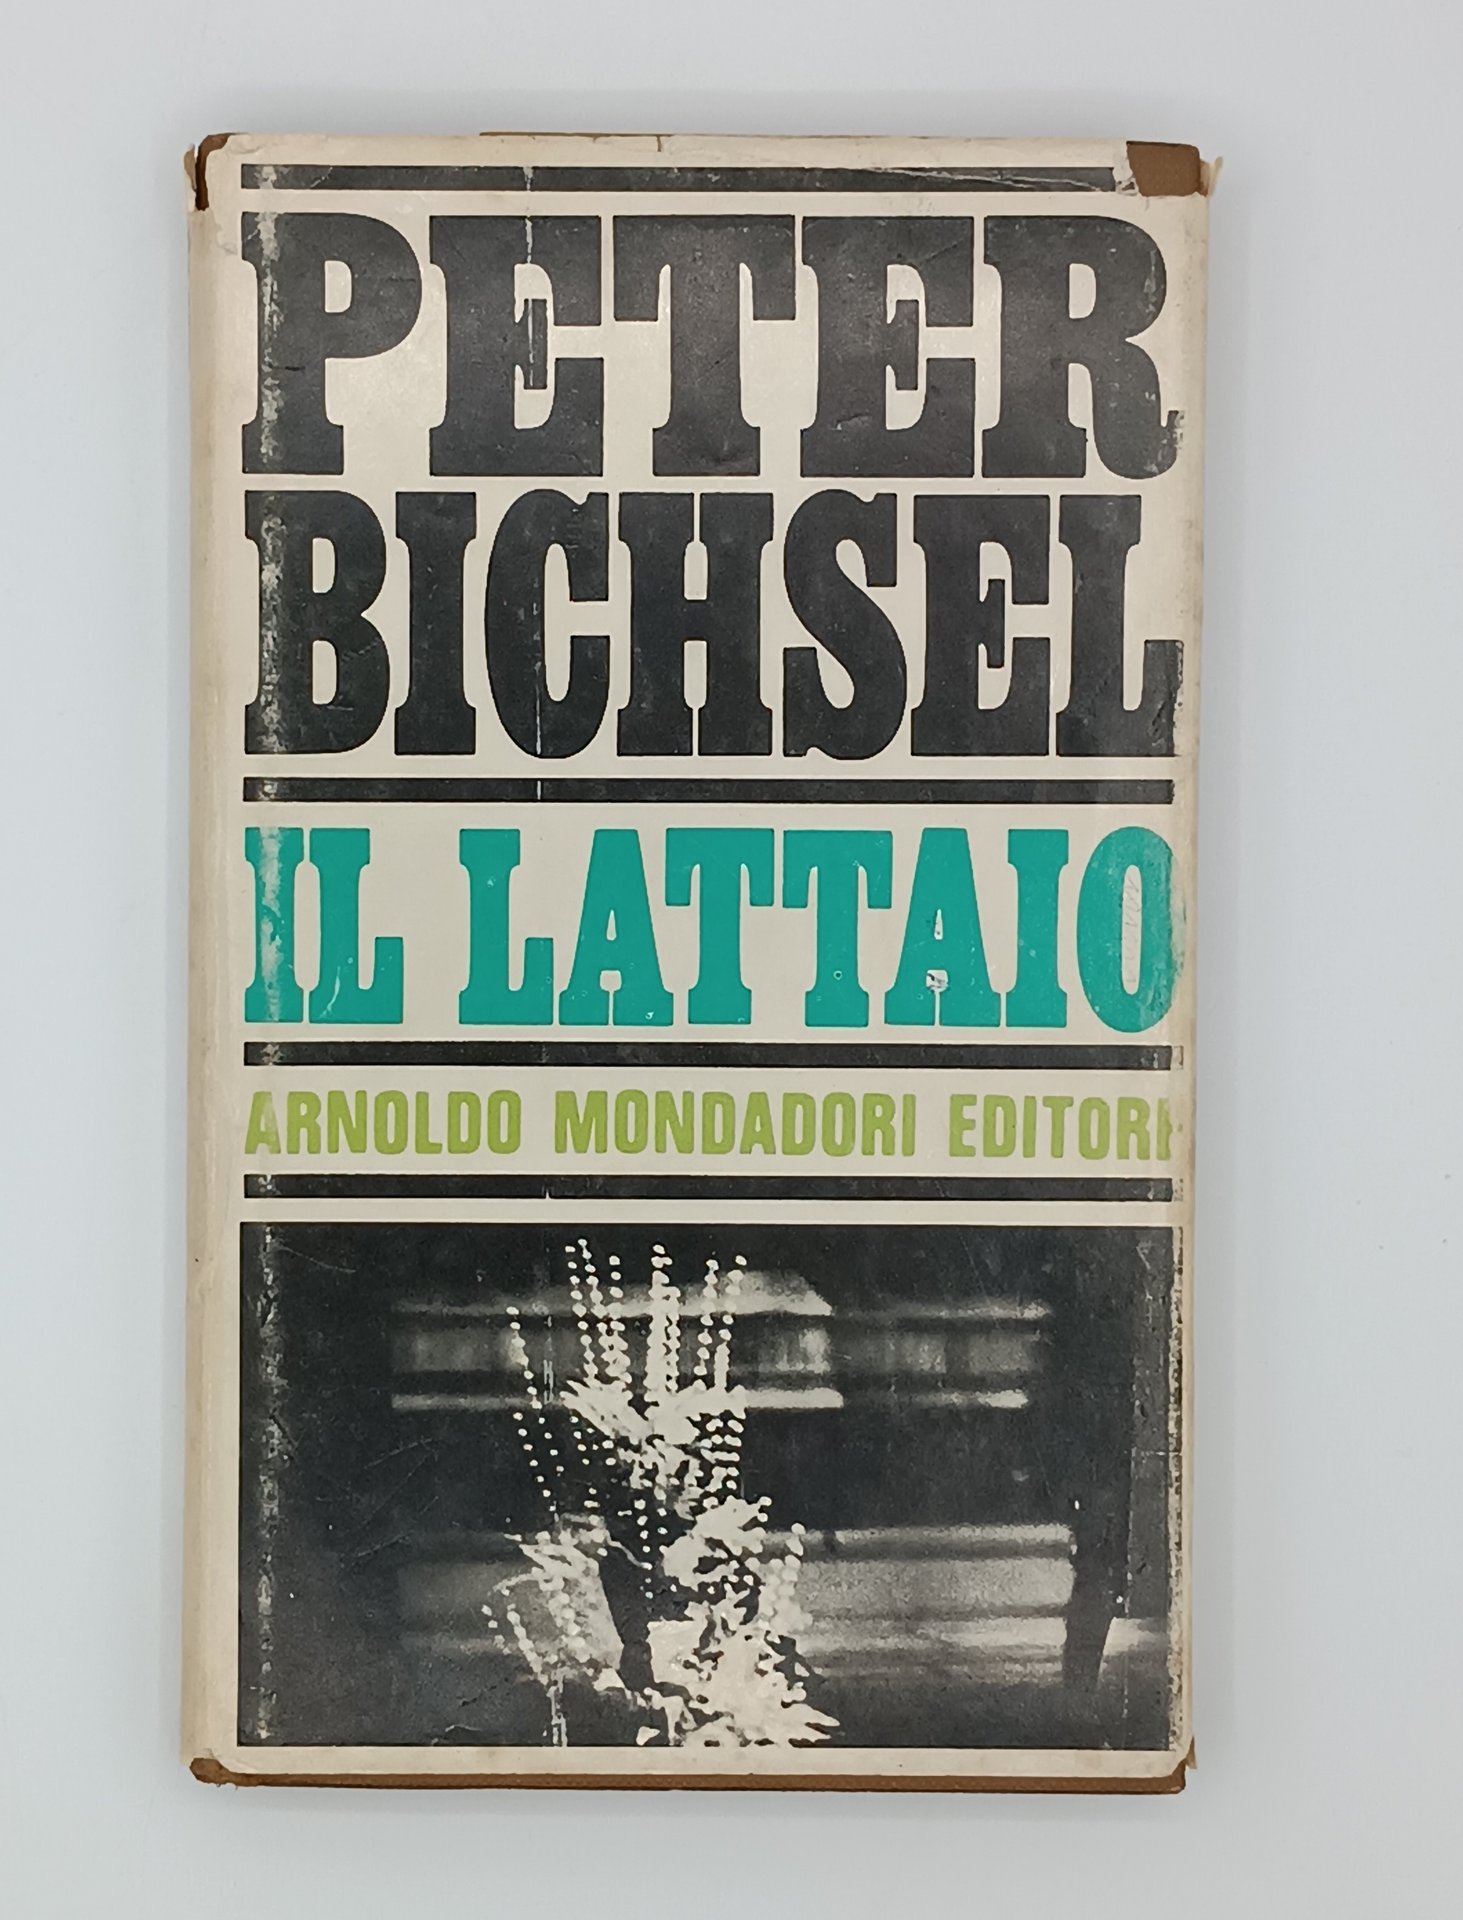 PETER
BICHSEL
IL LATTAIO
ARNOLDO MONDADORI EDITORE